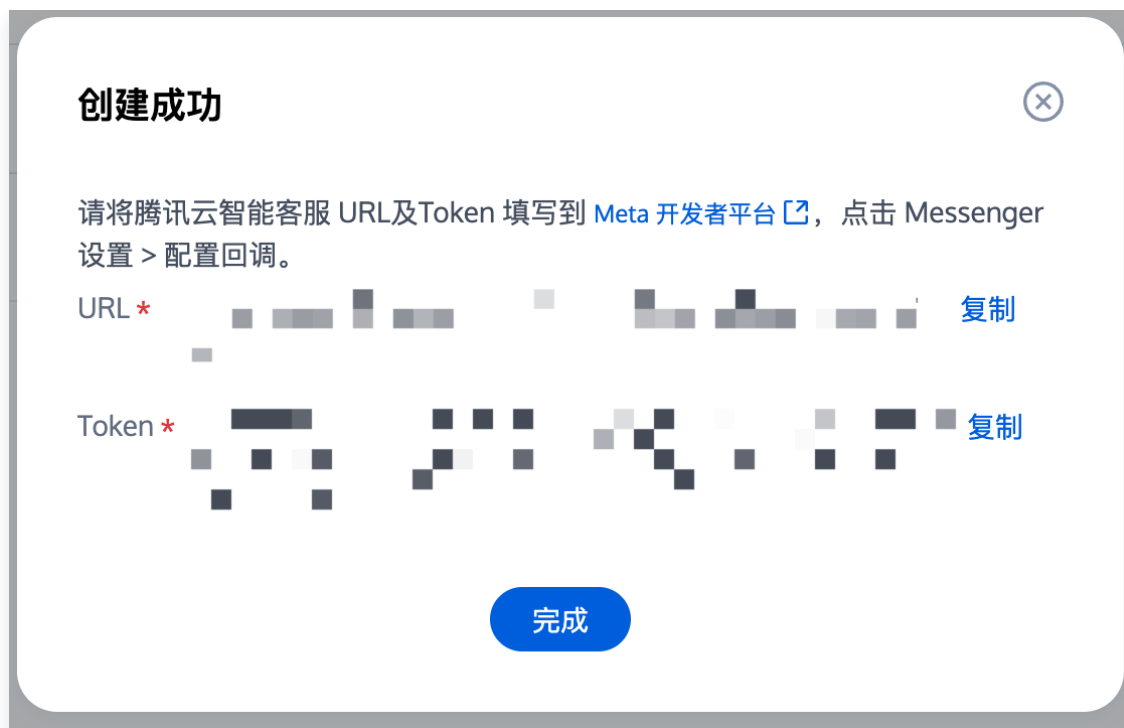 创建成功
请将腾讯云智能客服 URL及Token 填写到 Meta 开发者平台，点击 Messenger
设置 > 配置回调。
URL * 复制
Token * 复制
完成